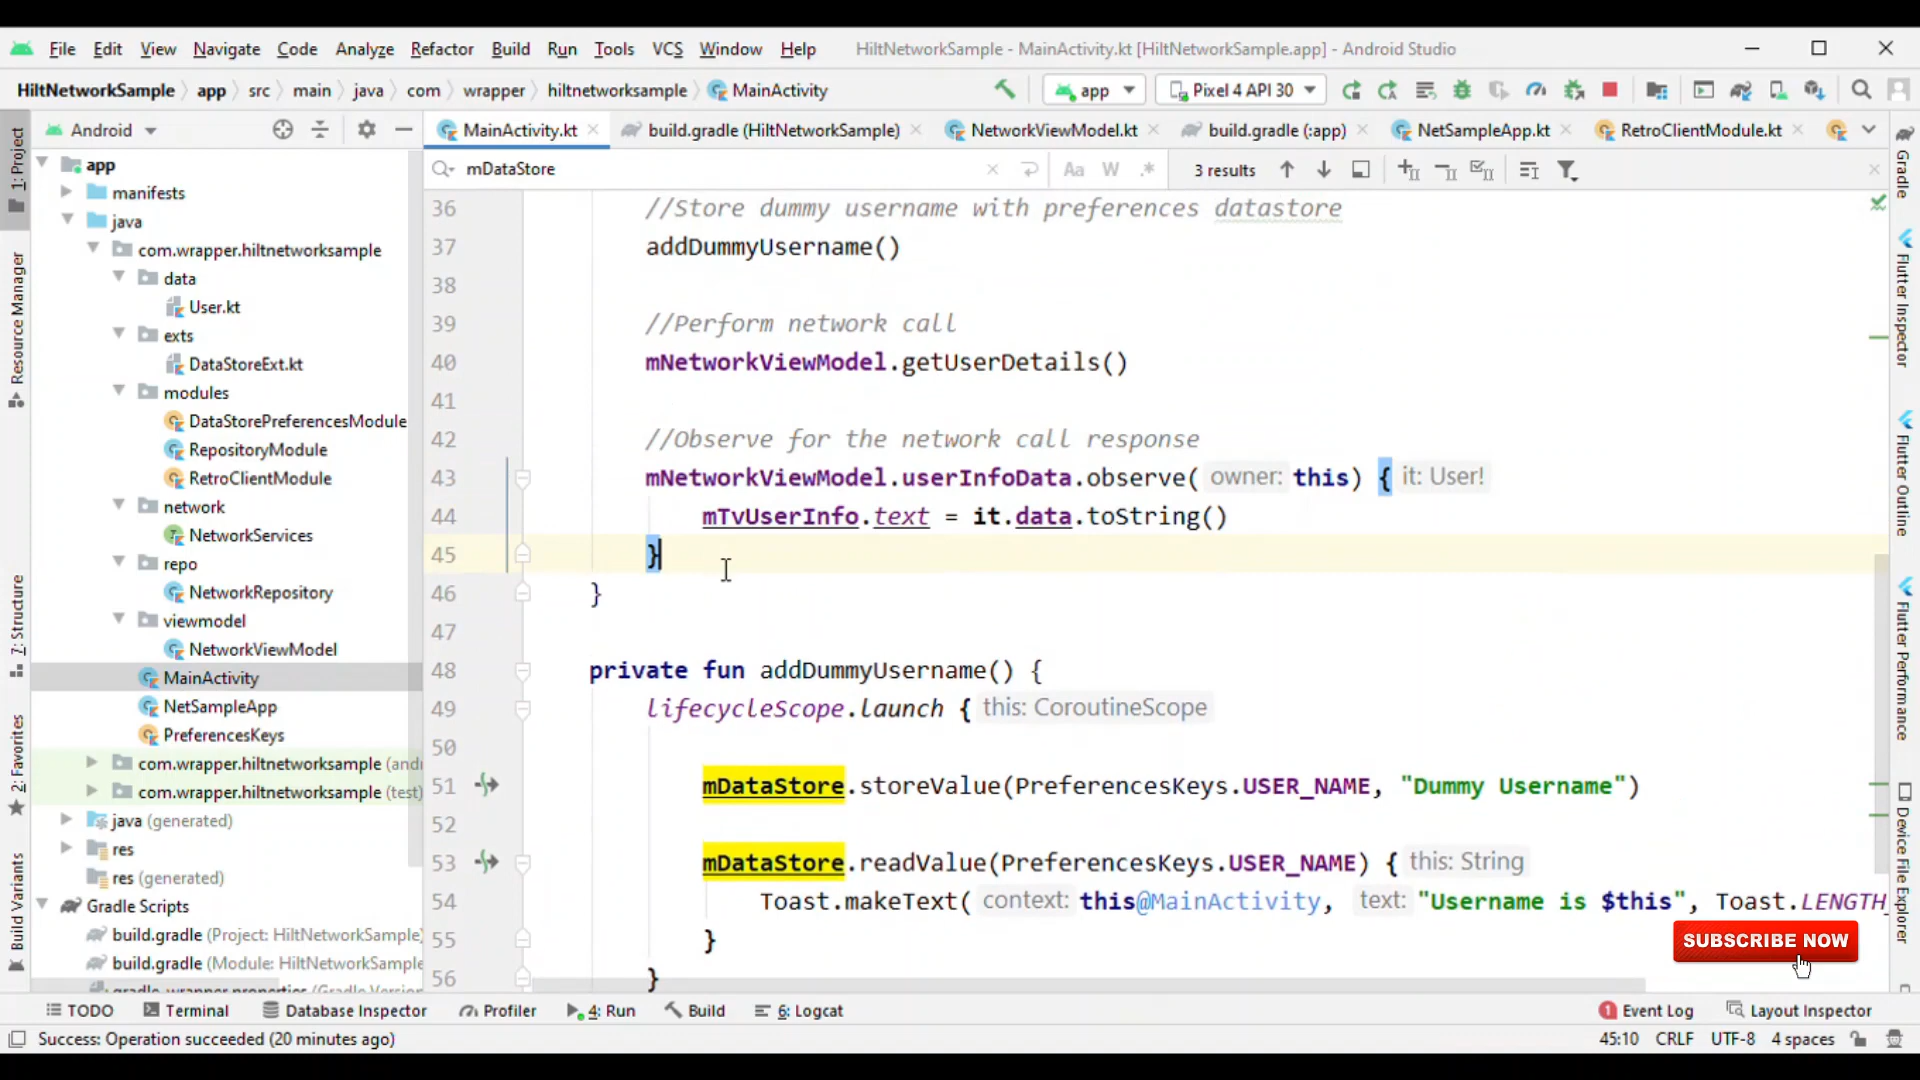 File Edit View Navigate Code Analyze Refactor Build Run Tools VCS Window Help HiltNetworkSample - MainActivity.kt [HiltNetworkSample.app] - Android Studio
HiltNetworkSample app src main java com wrapper hiltnetworksample MainActivity app Pixel 4 API 30
Android MainActivity.kt build.gradle (HiltNetworkSample) NetworkViewModel.kt build.gradle (:app) NetSampleApp.kt RetroClientModule.kt
mDataStore Aa W .* 3 results
1: Project
Resource Manager
7: Structure
2: Favorites
Build Variants
app
manifests
java
com.wrapper.hiltnetworksample
data
User.kt
exts
DataStoreExt.kt
modules
DataStorePreferencesModule
RepositoryModule
RetroClientModule
network
NetworkServices
repo
NetworkRepository
viewmodel
NetworkViewModel
MainActivity
NetSampleApp
PreferencesKeys
com.wrapper.hiltnetworksample (and
com.wrapper.hiltnetworksample (test)
java (generated)
res
res (generated)
Gradle Scripts
build.gradle (Project: HiltNetworkSample)
build.gradle (Module: HiltNetworkSample
gradle-wrapper.properties (Gradle Version
36 //Store dummy username with preferences datastore
37 addDummyUsername()
38
39 //Perform network call
40 mNetworkViewModel.getUserDetails()
41
42 //Observe for the network call response
43 mNetworkViewModel.userInfoData.observe( owner: this) { it: User!
44 mTvUserInfo.text = it.data.toString()
45 }
46 }
47
48 private fun addDummyUsername() {
49 lifecycleScope.launch { this: CoroutineScope
50
51 mDataStore.storeValue(PreferencesKeys.USER_NAME, "Dummy Username")
52
53 mDataStore.readValue(PreferencesKeys.USER_NAME) { this: String
54 Toast.makeText( context: this@MainActivity, text: "Username is $this", Toast.LENGTH_
55 }
56 }
SUBSCRIBE NOW
Gradle
Flutter Inspector
Flutter Outline
Flutter Performance
Device File Explorer
TODO Terminal Database Inspector Profiler 4: Run Build 6: Logcat 1 Event Log Layout Inspector
Success: Operation succeeded (20 minutes ago) 45:10 CRLF UTF-8 4 spaces